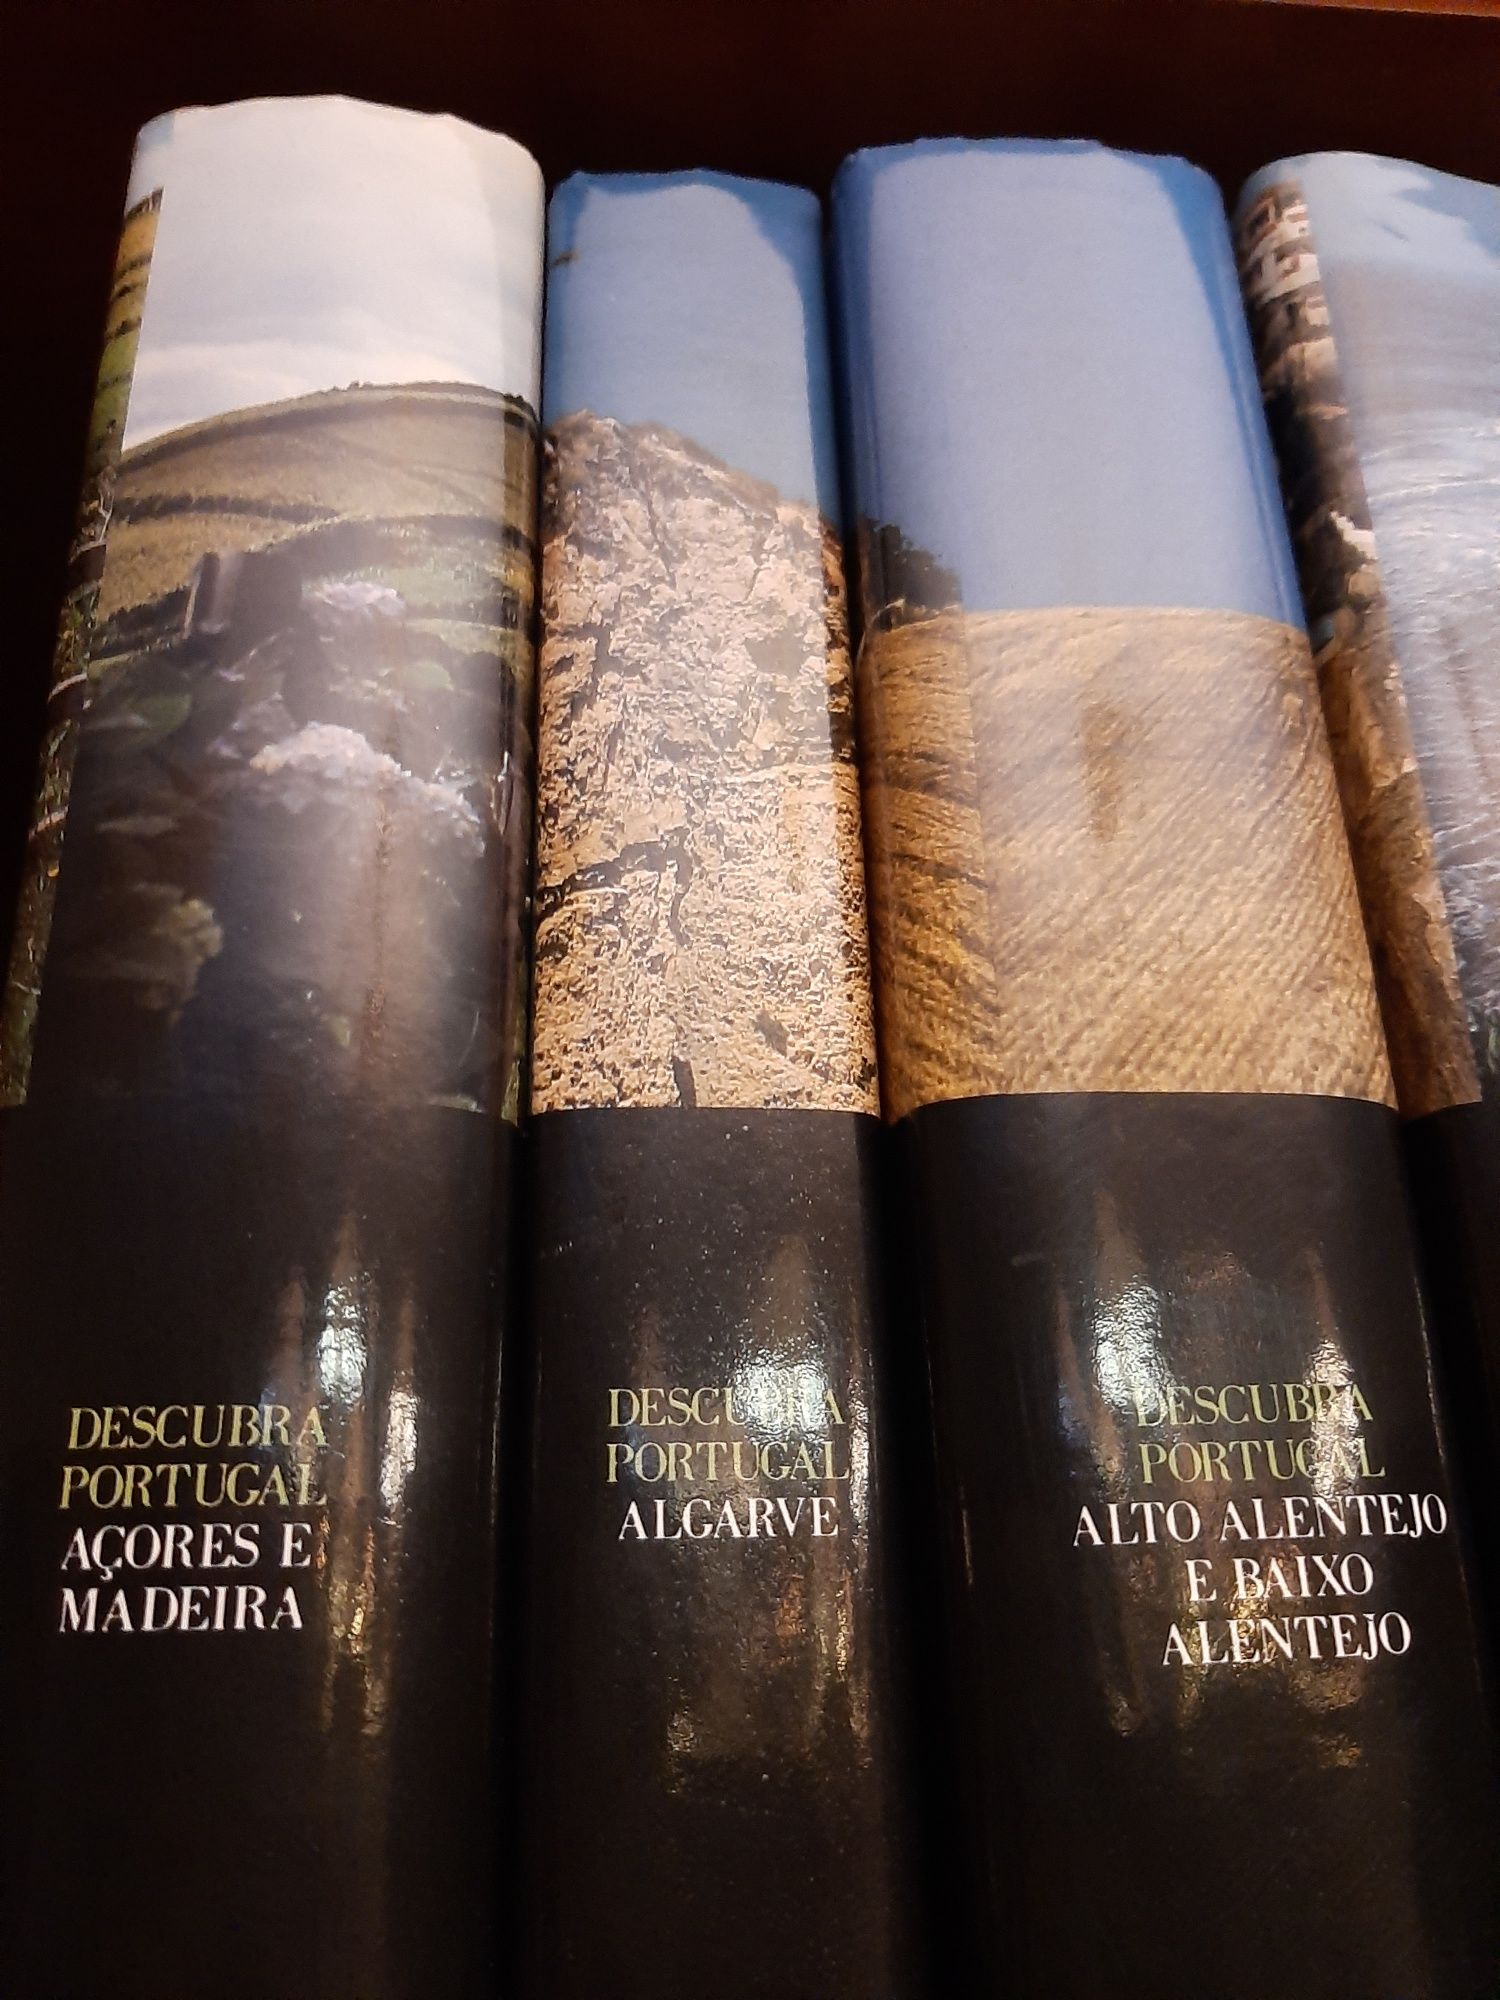 DESCUBRA
PORTUGAL
AÇORES E
MADEIRA
DESCUBRA
PORTUGAL
ALGARVE
DESCUBRA
PORTUGAL
ALTO ALENTEJO
E BAIXO
ALENTEJO